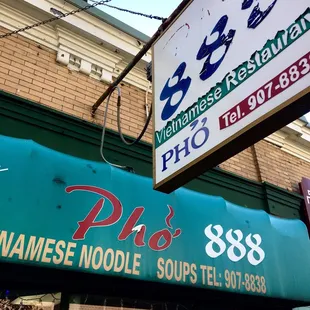 888
Vietnamese Restaurant
Tel. 907-883
PHỞ
Phở 888
NAMESE NOODLE SOUPS TEL: 907-8838